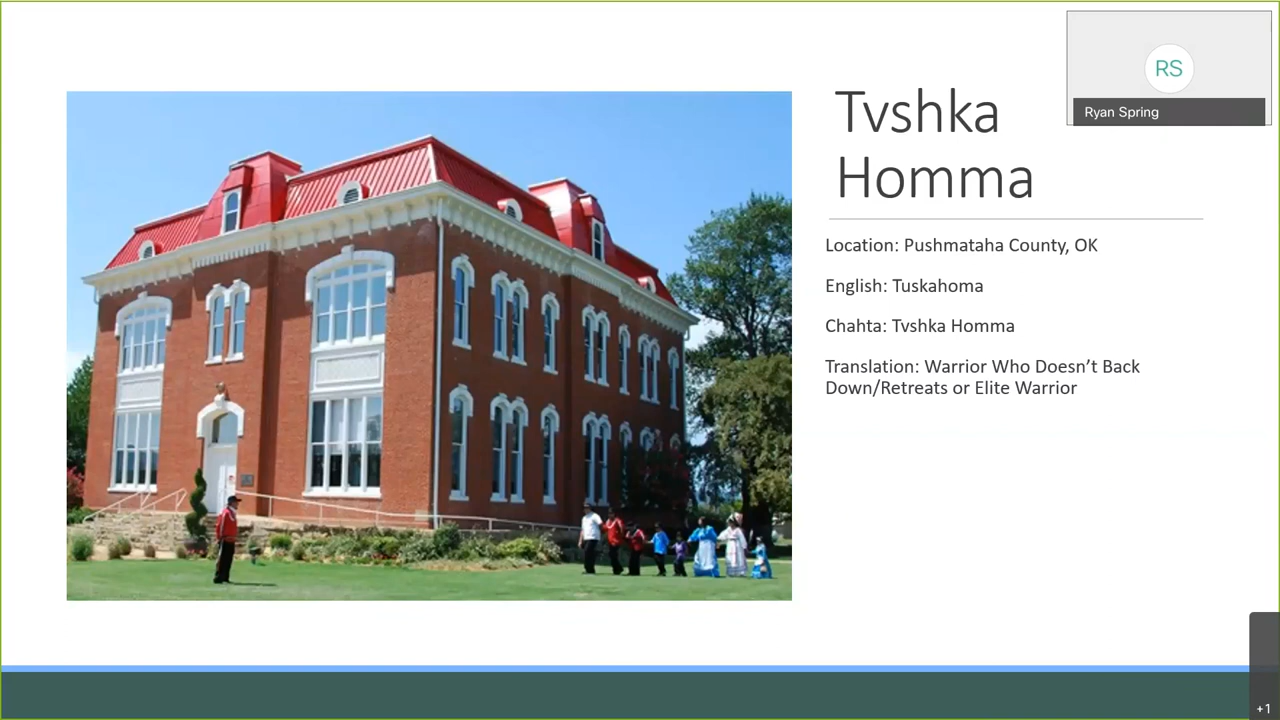 Tvshka
Homma
RS
Ryan Spring
Location: Pushmataha County, OK
English: Tuskahoma
Chahta: Tvshka Homma
Translation: Warrior Who Doesn’t Back
Down/Retreats or Elite Warrior
+1